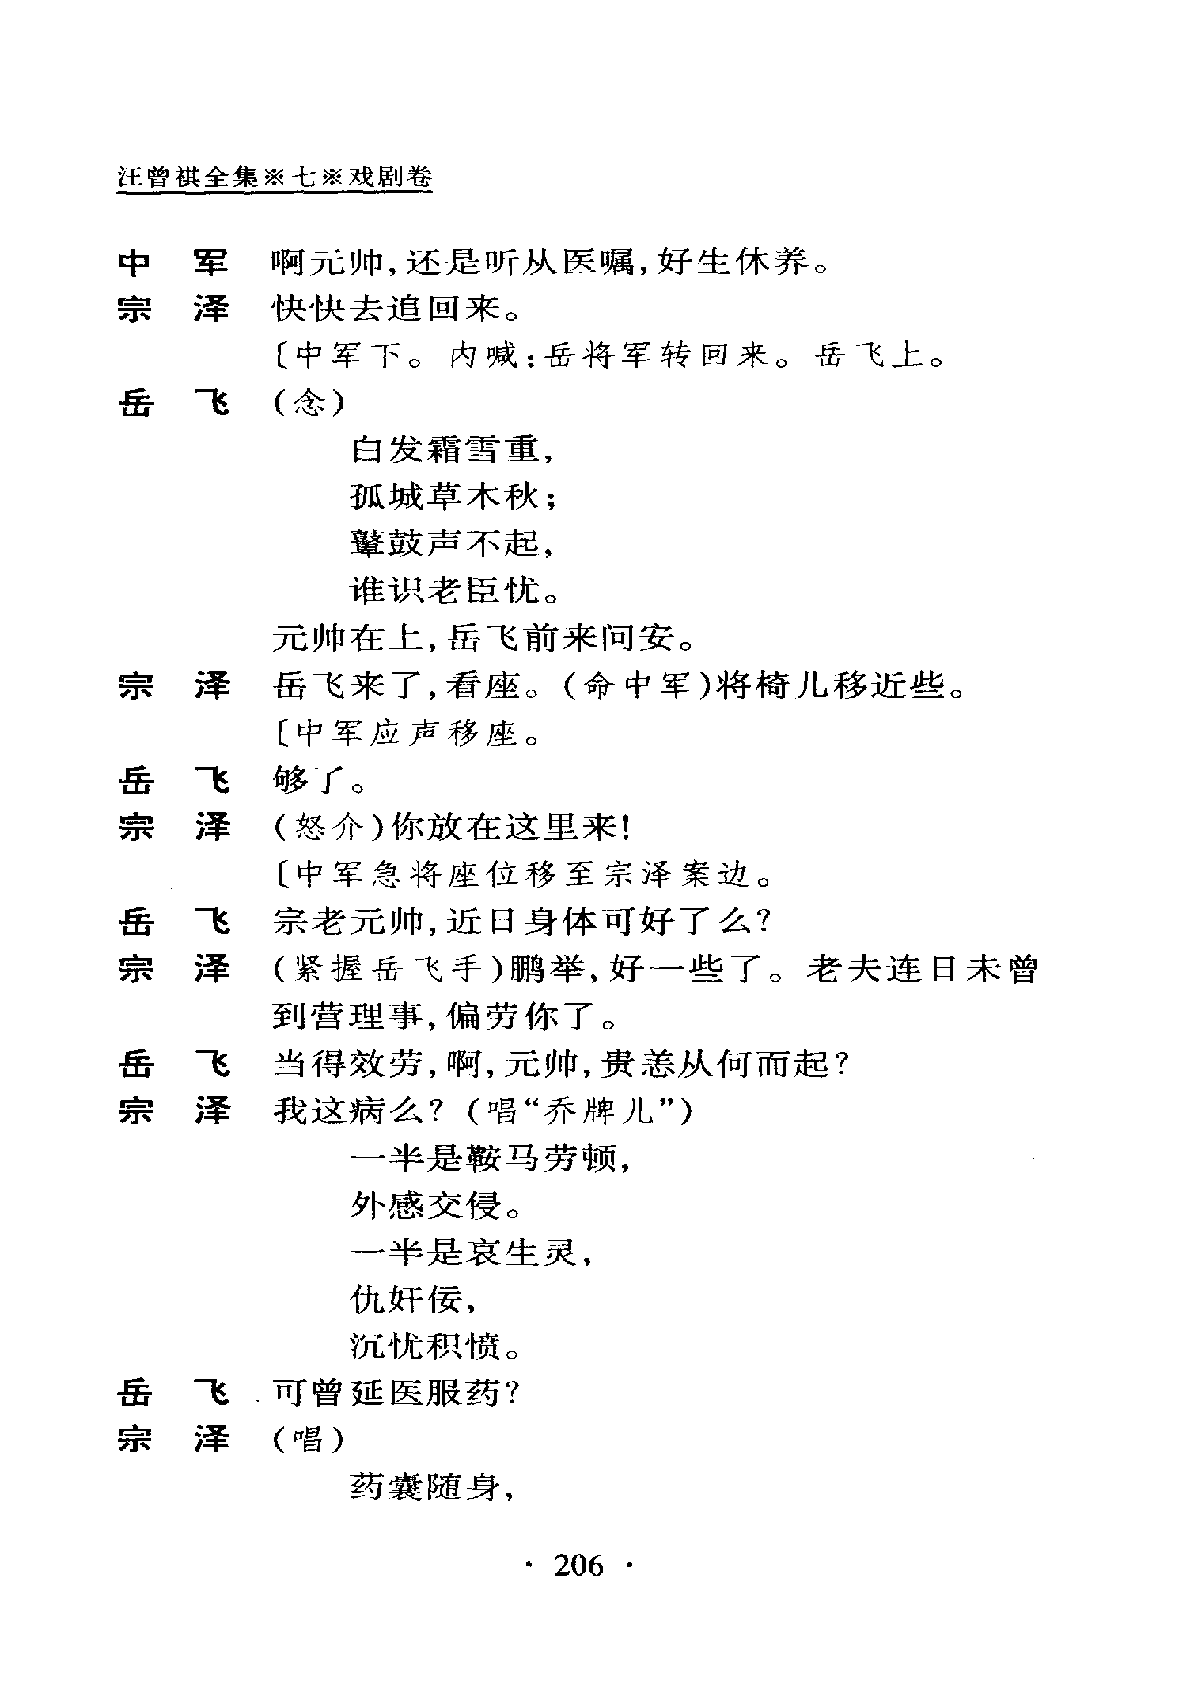 汪曾祺全集※七※戏剧卷
中　军　啊元帅,还是听从医嘱,好生休养。
宗　泽　快快去追回来。
〔中军下。内喊:岳将军转回来。岳飞上。
岳　飞　(念)
白发霜雪重,
孤城草木秋;
鼙鼓声不起,
谁识老臣忧。
元帅在上,岳飞前来问安。
宗　泽　岳飞来了,看座。(命中军)将椅儿移近些。
〔中军应声移座。
岳　飞　够了。
宗　泽　(怒介)你放在这里来!
〔中军急将座位移至宗泽案边。
岳　飞　宗老元帅,近日身体可好了么?
宗　泽　(紧握岳飞手)鹏举,好一些了。老夫连日未曾
到营理事,偏劳你了。
岳　飞　当得效劳,啊,元帅,贵恙从何而起?
宗　泽　我这病么?(唱“乔牌儿”)
一半是鞍马劳顿,
外感交侵。
一半是哀生灵,
仇奸佞,
沉忧积愤。
岳　飞　可曾延医服药?
宗　泽　(唱)
药囊随身,
· 206 ·